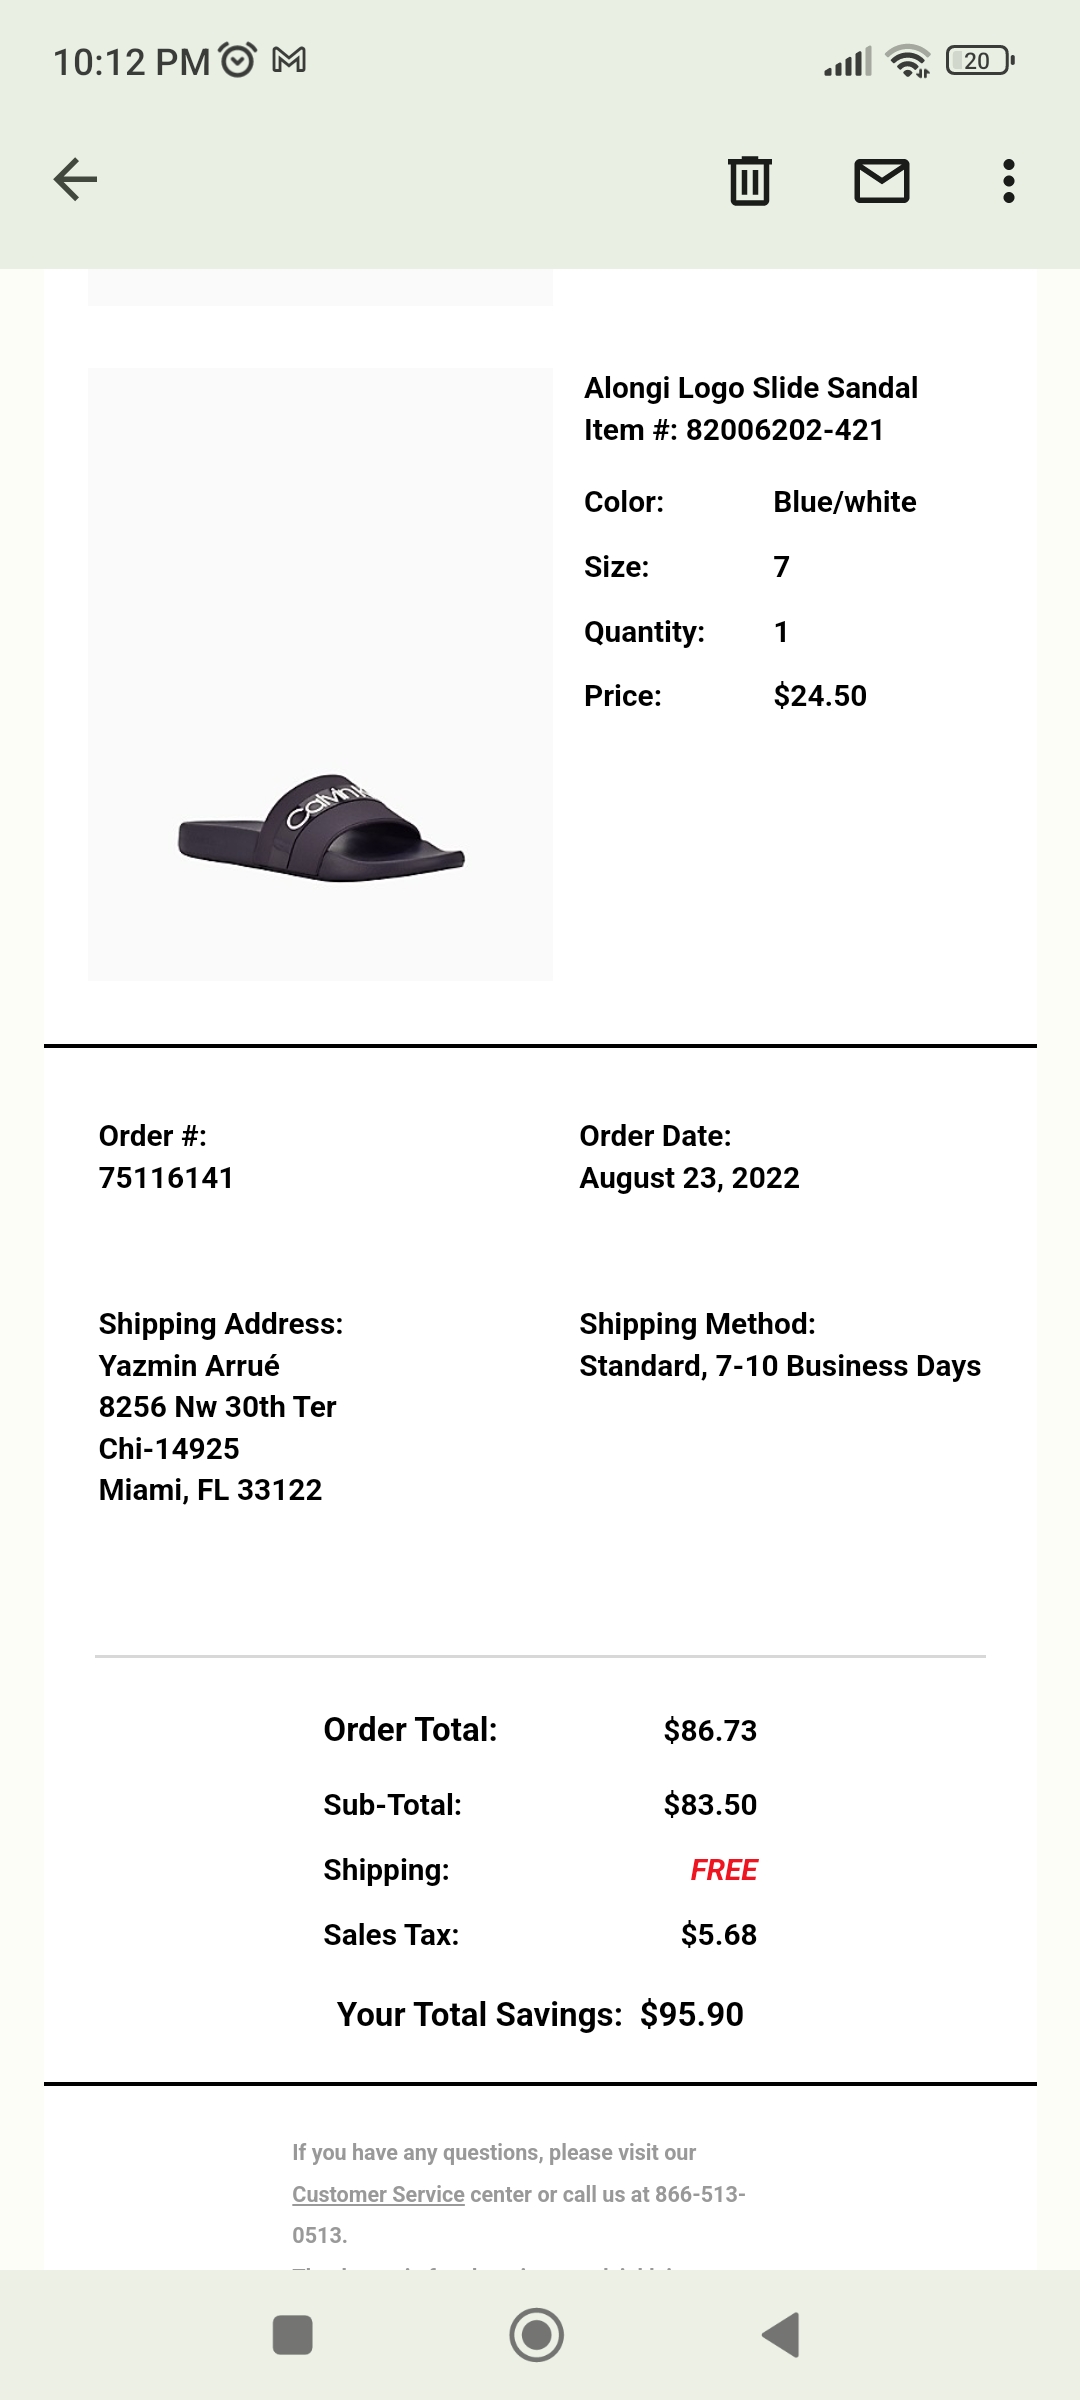 10:12 PM
20
Alongi Logo Slide Sandal
Item #: 82006202-421
Color: Blue/white
Size: 7
Quantity: 1
Price: $24.50
Calvin K
Order #:
75116141
Order Date:
August 23, 2022
Shipping Address:
Yazmin Arrué
8256 Nw 30th Ter
Chi-14925
Miami, FL 33122
Shipping Method:
Standard, 7-10 Business Days
Order Total: $86.73
Sub-Total: $83.50
Shipping: FREE
Sales Tax: $5.68
Your Total Savings: $95.90
If you have any questions, please visit our
Customer Service center or call us at 866-513-
0513.